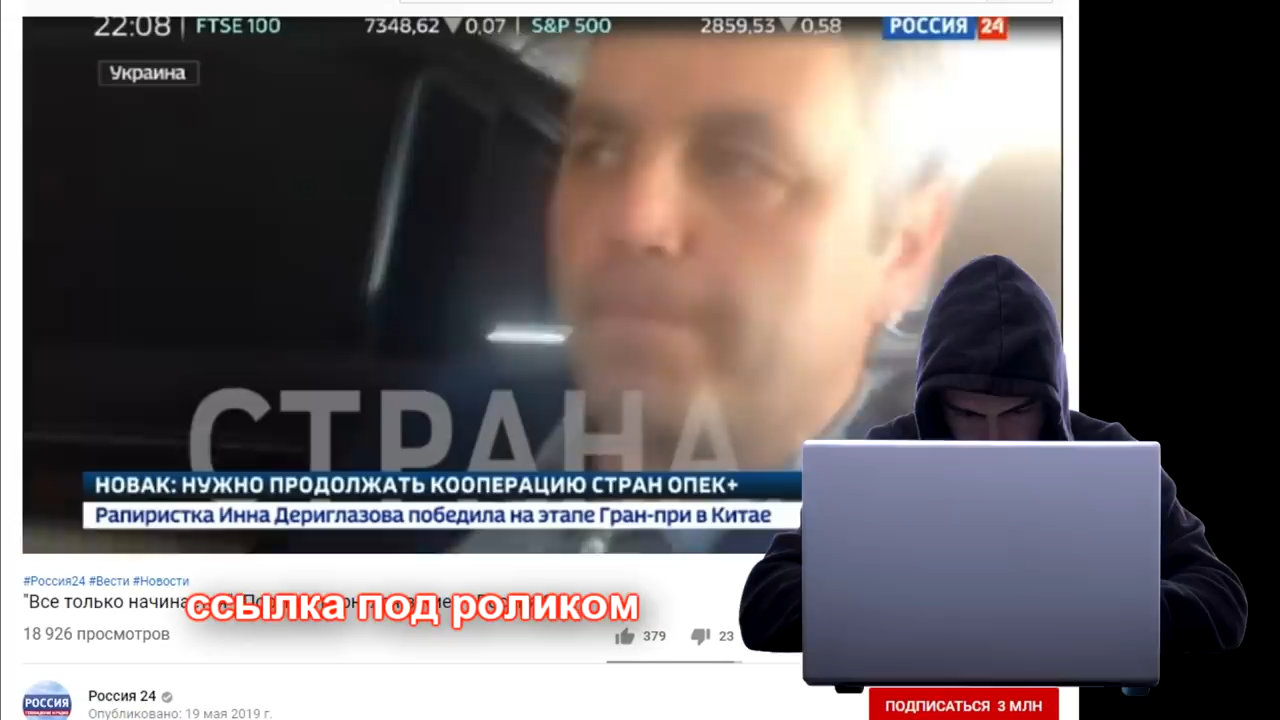 22:08 | FTSE 100 7348,62 ▼ 0,07 | S&P 500 2859,53 ▼ 0,58 РОССИЯ 24
Украина
СТРАНА
НОВАК: НУЖНО ПРОДОЛЖАТЬ КООПЕРАЦИЮ СТРАН ОПЕК+
Рапиристка Инна Дериглазова победила на этапе Гран-при в Китае
#Россия24 #Вести #Новости
"Все только
ссылка под роликом
18 926 просмотров
379 23
РОССИЯ
Россия 24
Опубликовано: 19 мая 2019 г.
ПОДПИСАТЬСЯ 3 МЛН